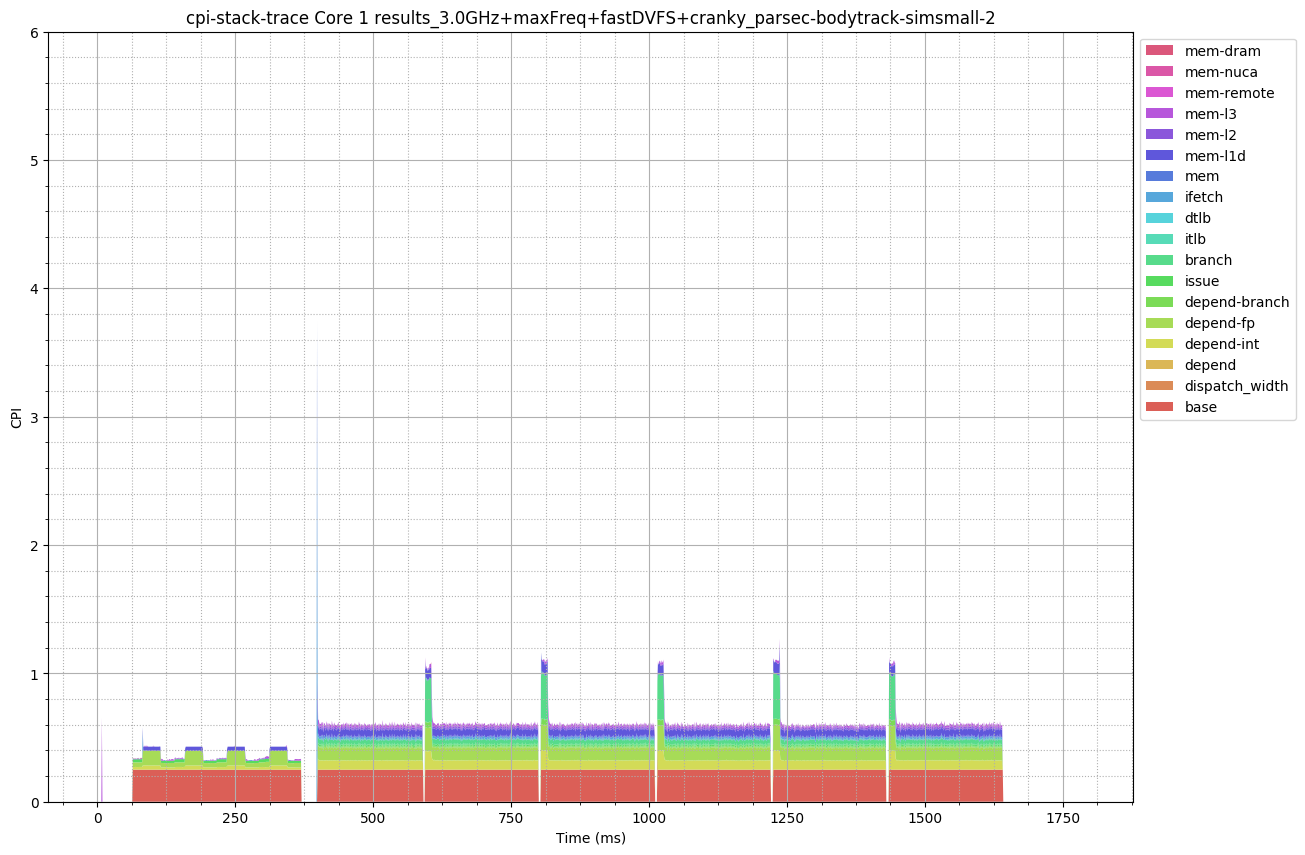 cpi-stack-trace Core 1 results_3.0GHz+maxFreq+fastDVFS+cranky_parsec-bodytrack-simsmall-2
6
5
4
3
2
1
0
CPI
0
250
500
750
1000
1250
1500
1750
Time (ms)
mem-dram
mem-nuca
mem-remote
mem-l3
mem-l2
mem-l1d
mem
ifetch
dtlb
itlb
branch
issue
depend-branch
depend-fp
depend-int
depend
dispatch_width
base